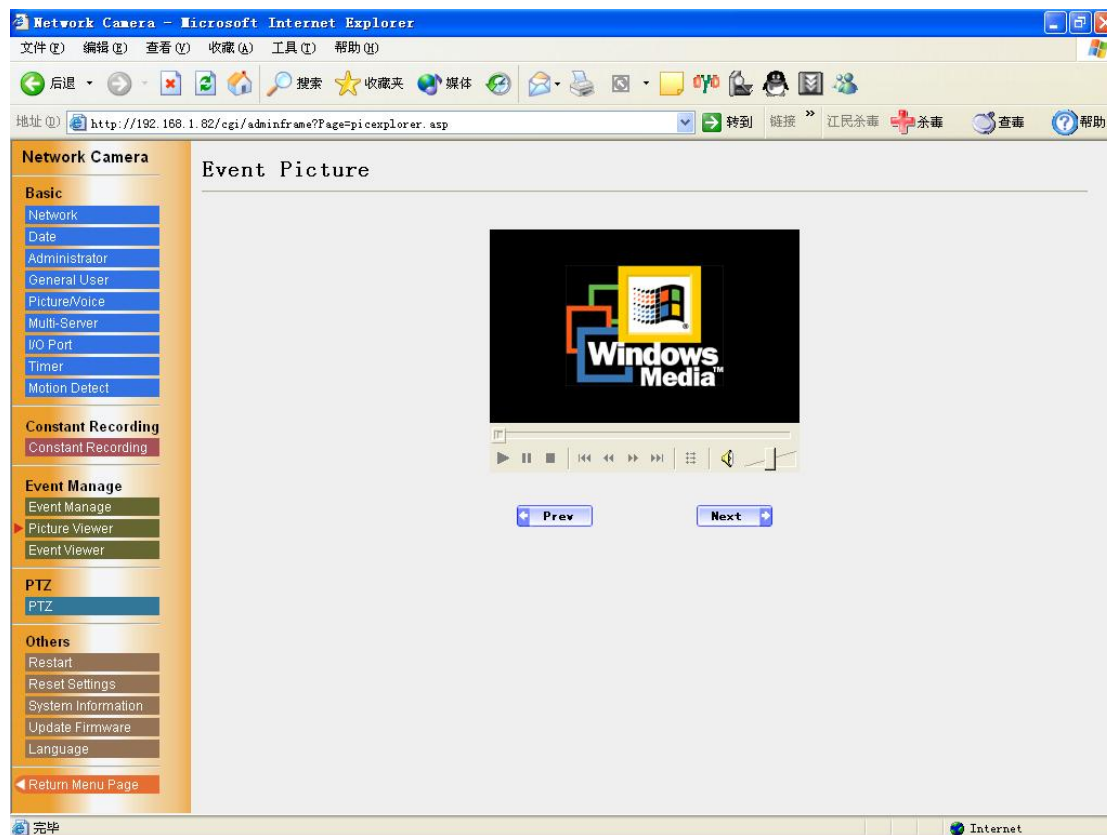 Network Camera - Microsoft Internet Explorer
文件(F) 编辑(E) 查看(V) 收藏(A) 工具(T) 帮助(H)
后退 搜索 收藏夹 媒体
地址(D) http://192.168.1.82/cgi/adminframe?Page=picexplorer.asp 转到 链接 » 江民杀毒 杀毒 查毒 帮助
Network Camera
Event Picture
Basic
Network
Date
Administrator
General User
Picture/Voice
Multi-Server
I/O Port
Timer
Motion Detect
Windows
Media™
Constant Recording
Constant Recording
Event Manage
Event Manage
Picture Viewer
Event Viewer
Prev Next
PTZ
PTZ
Others
Restart
Reset Settings
System Information
Update Firmware
Language
Return Menu Page
完毕 Internet